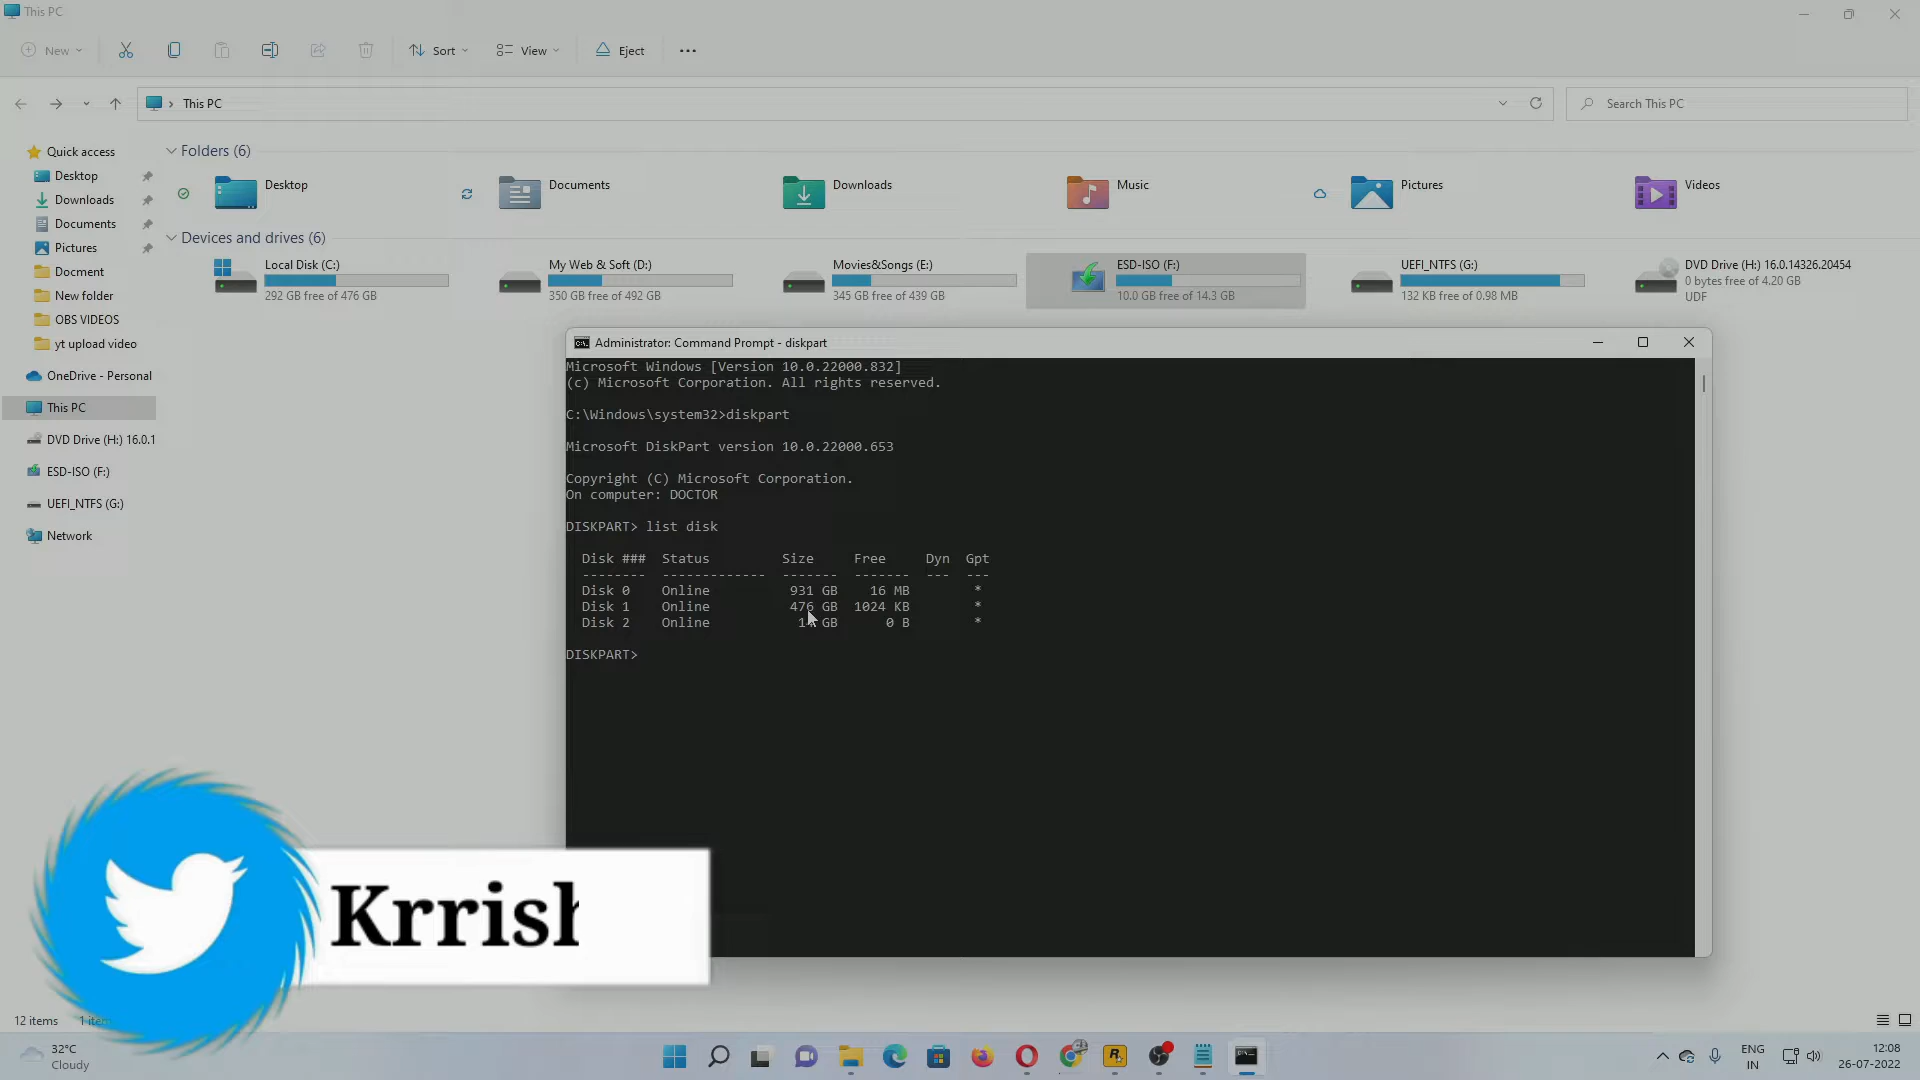 This PC
New
Sort
View
Eject
This PC
Search This PC
Quick access
Desktop
Downloads
Documents
Pictures
Docment
New folder
OBS VIDEOS
yt upload video
OneDrive - Personal
This PC
DVD Drive (H:) 16.0.1
ESD-ISO (F:)
UEFI_NTFS (G:)
Network
Folders (6)
Desktop
Documents
Downloads
Music
Pictures
Videos
Devices and drives (6)
Local Disk (C:)
292 GB free of 476 GB
My Web & Soft (D:)
350 GB free of 492 GB
Movies&Songs (E:)
345 GB free of 439 GB
ESD-ISO (F:)
10.0 GB free of 14.3 GB
UEFI_NTFS (G:)
132 KB free of 0.98 MB
DVD Drive (H:) 16.0.14326.20454
0 bytes free of 4.20 GB
UDF
Administrator: Command Prompt - diskpart
Microsoft Windows [Version 10.0.22000.832]
(c) Microsoft Corporation. All rights reserved.
C:\Windows\system32>diskpart
Microsoft DiskPart version 10.0.22000.653
Copyright (C) Microsoft Corporation.
On computer: DOCTOR
DISKPART> list disk
Disk ### Status Size Free Dyn Gpt
-------- ------------- ------- ------- --- ---
Disk 0 Online 931 GB 16 MB *
Disk 1 Online 476 GB 1024 KB *
Disk 2 Online GB 0 B *
DISKPART>
Krrish
12 items
1 item
32°C
Cloudy
ENG
IN
12:08
26-07-2022